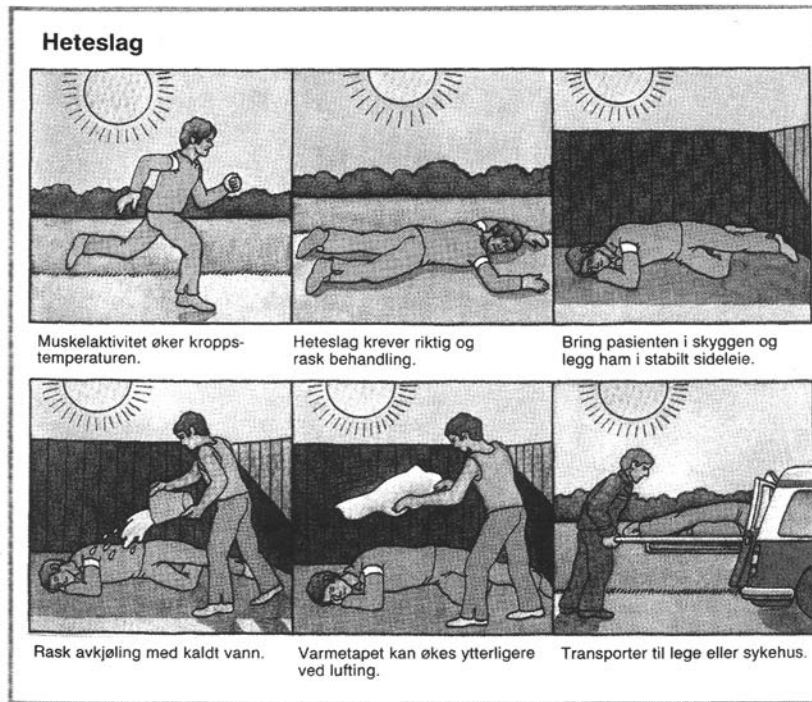 Heteslag
Muskelaktivitet øker kropps-
temperaturen.
Heteslag krever riktig og
rask behandling.
Bring pasienten i skyggen og
legg ham i stabilt sideleie.
Rask avkjøling med kaldt vann.
Varmetapet kan økes ytterligere
ved lufting.
Transporter til lege eller sykehus.